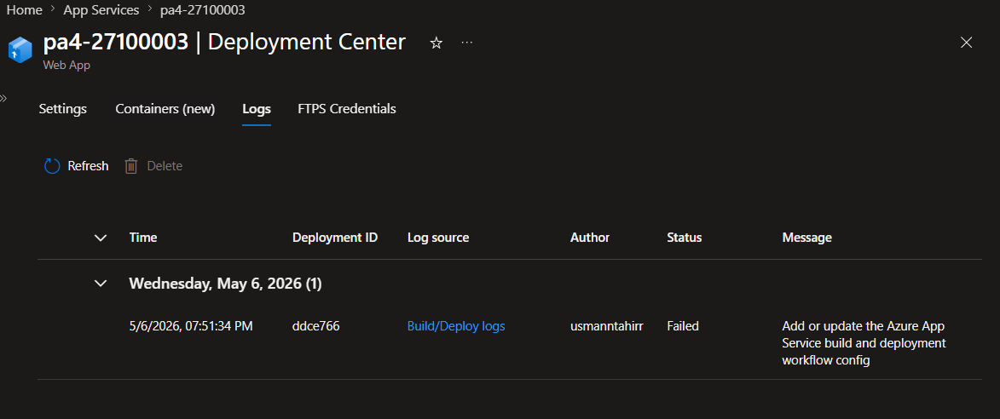 Home > App Services > pa4-27100003
pa4-27100003 | Deployment Center
Web App
Settings Containers (new) Logs FTPS Credentials
Refresh Delete
Time Deployment ID Log source Author Status Message
Wednesday, May 6, 2026 (1)
5/6/2026, 07:51:34 PM ddce766 Build/Deploy logs usmanntahirr Failed Add or update the Azure App
Service build and deployment
workflow config